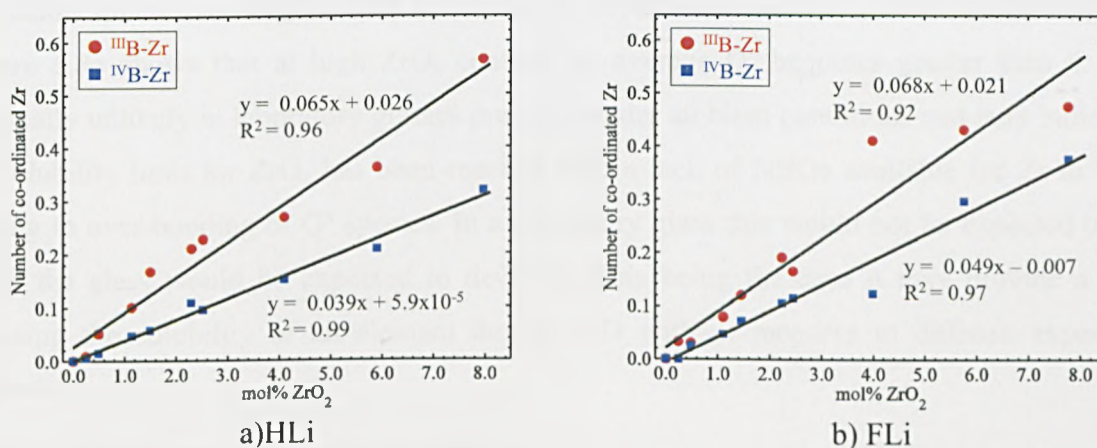 0.6
0.5
0.4
0.3
0.2
0.1
0.0
Number of co-ordinated Zr
IIIB-Zr
IVB-Zr
y = 0.065x + 0.026
R² = 0.96
y = 0.039x + 5.9x10⁻⁵
R² = 0.99
0.0 1.0 2.0 3.0 4.0 5.0 6.0 7.0 8.0
mol% ZrO₂
a)HLi
0.6
0.5
0.4
0.3
0.2
0.1
0.0
Number of co-ordinated Zr
IIIB-Zr
IVB-Zr
y = 0.068x + 0.021
R² = 0.92
y = 0.049x – 0.007
R² = 0.97
0.0 1.0 2.0 3.0 4.0 5.0 6.0 7.0 8.0
mol% ZrO₂
b) FLi